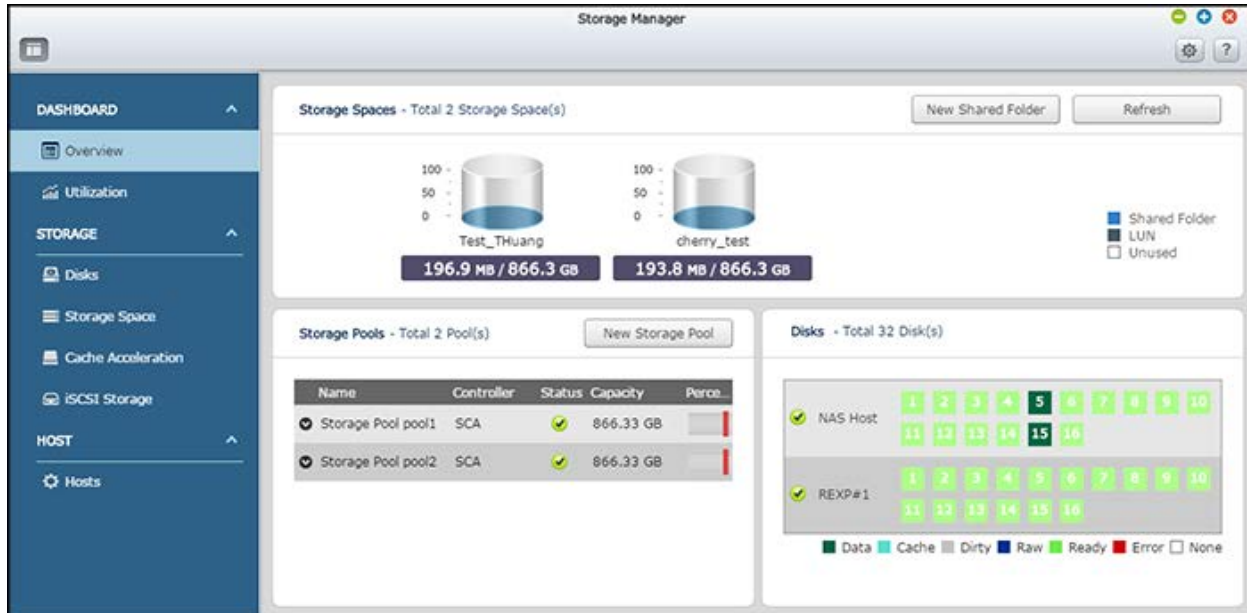 Storage Manager
?
DASHBOARD
Overview
Utilization
STORAGE
Disks
Storage Space
Cache Acceleration
iSCSI Storage
HOST
Hosts
Storage Spaces - Total 2 Storage Space(s)
New Shared Folder
Refresh
100
50
0
Test_THuang
196.9 MB / 866.3 GB
100
50
0
cherry_test
193.8 MB / 866.3 GB
Shared Folder
LUN
Unused
Storage Pools - Total 2 Pool(s)
New Storage Pool
Name Controller Status Capacity Perce...
Storage Pool pool1 SCA 866.33 GB
Storage Pool pool2 SCA 866.33 GB
Disks - Total 32 Disk(s)
NAS Host
1 2 3 4 5 6 7 8 9 10
11 12 13 14 15 16
REXP#1
1 2 3 4 5 6 7 8 9 10
11 12 13 14 15 16
Data Cache Dirty Raw Ready Error None